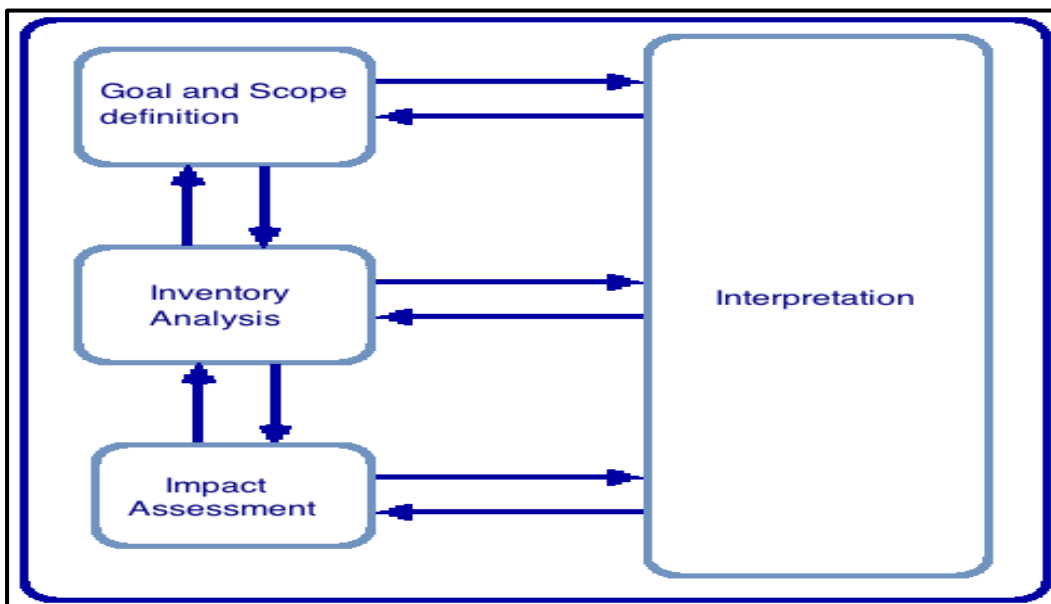 Goal and Scope
definition
Inventory
Analysis
Interpretation
Impact
Assessment